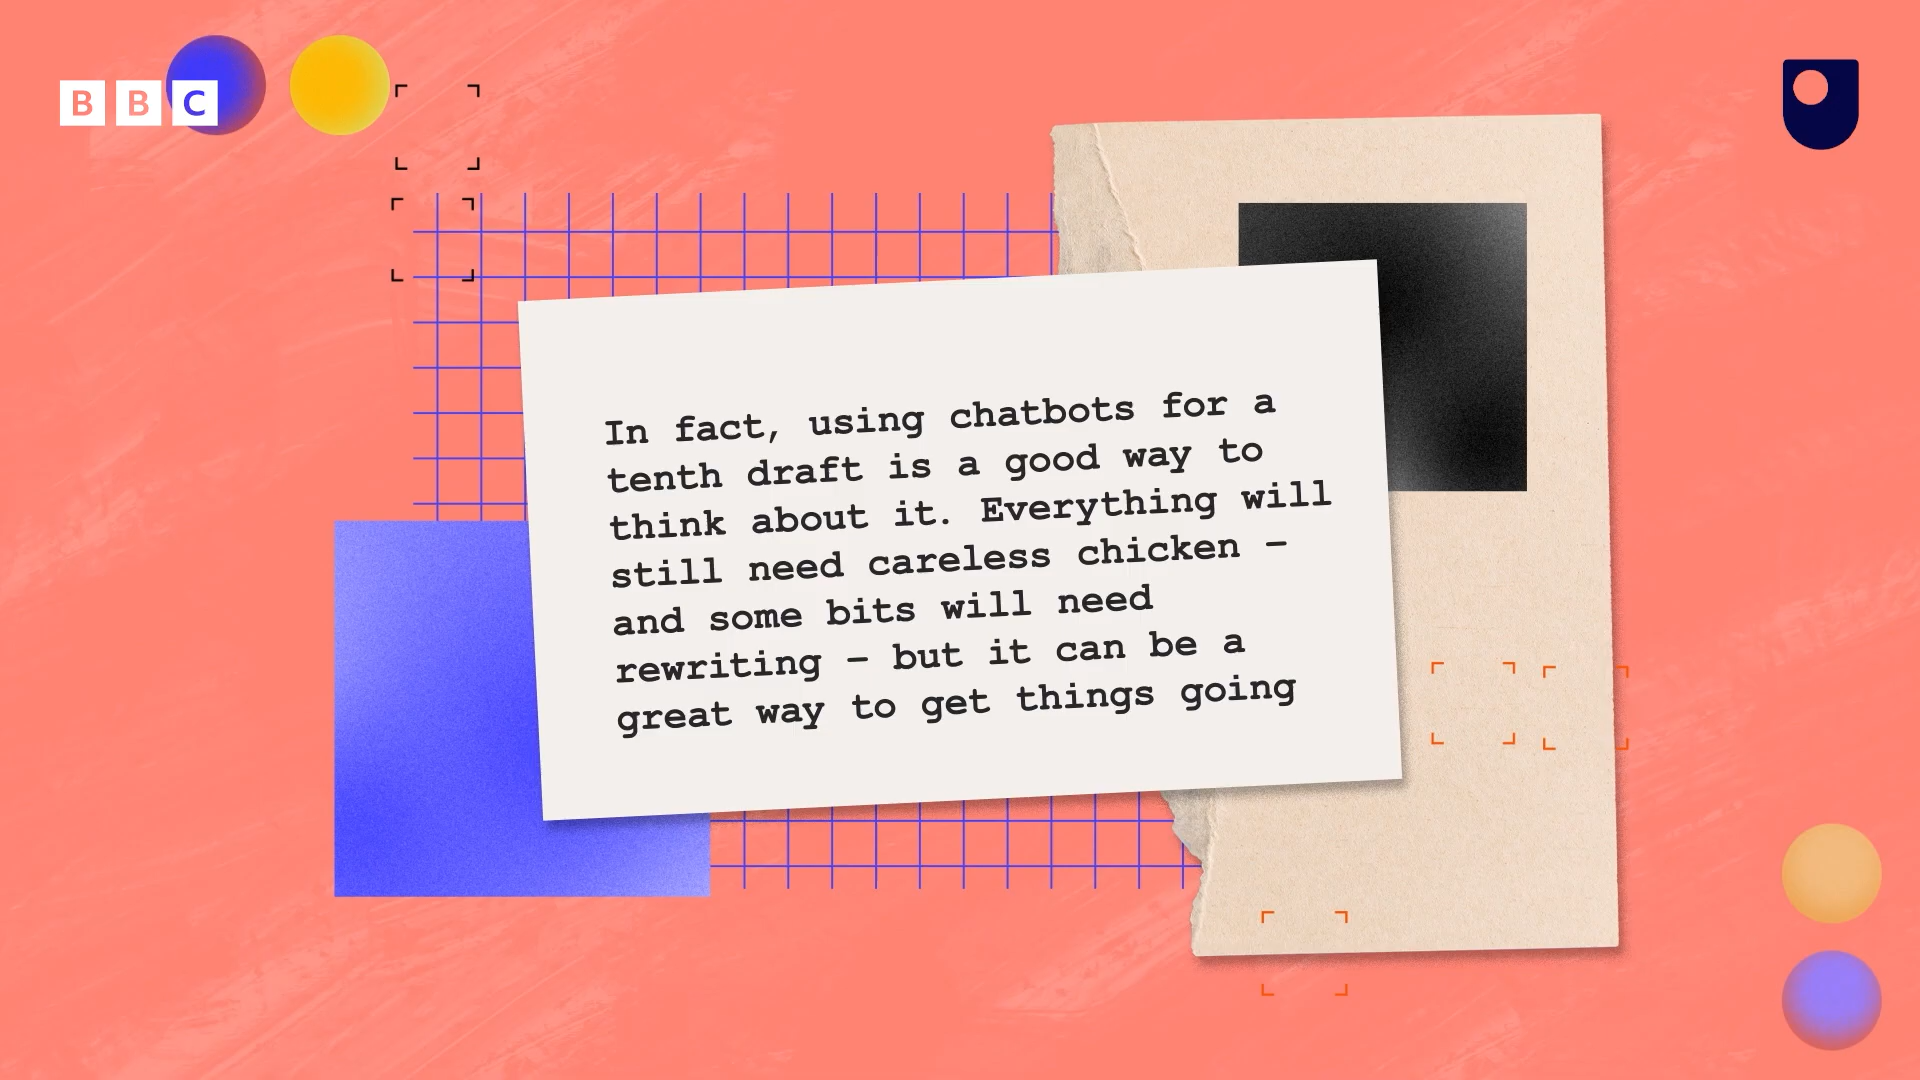 BBC
In fact, using chatbots for a
tenth draft is a good way to
think about it. Everything will
still need careless chicken –
and some bits will need
rewriting – but it can be a
great way to get things going